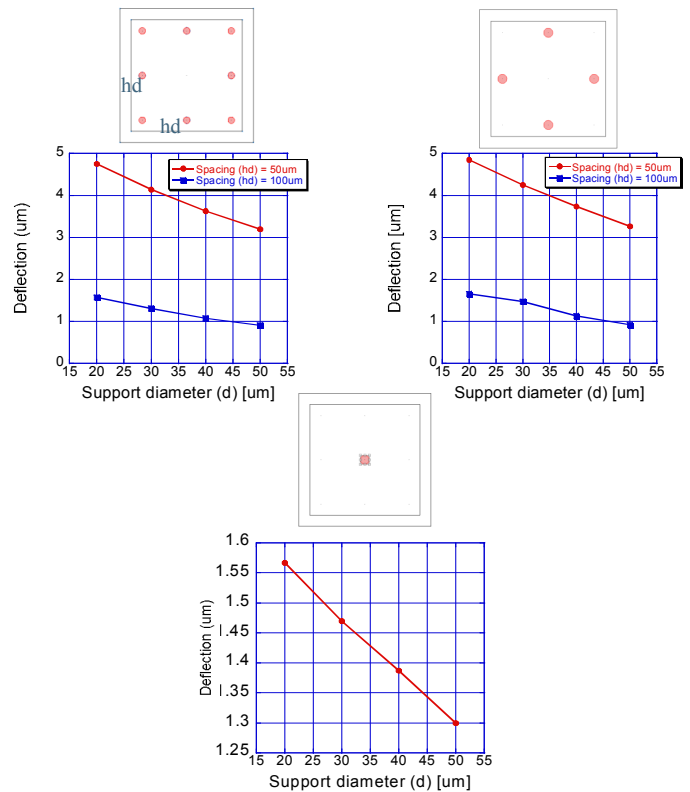 hd
hd
5
4
3
2
1
0
Deflection (um)
Spacing (hd) = 50um
Spacing (hd) = 100um
15 20 25 30 35 40 45 50 55
Support diameter (d) [um]
5
4
3
2
1
0
Deflection [um]
Spacing (hd) = 50um
Spacing (hd) = 100um
15 20 25 30 35 40 45 50 55
Support diameter (d) [um]
1.6
1.55
1.5
1.45
1.4
1.35
1.3
1.25
Deflection (um)
15 20 25 30 35 40 45 50 55
Support diameter (d) [um]